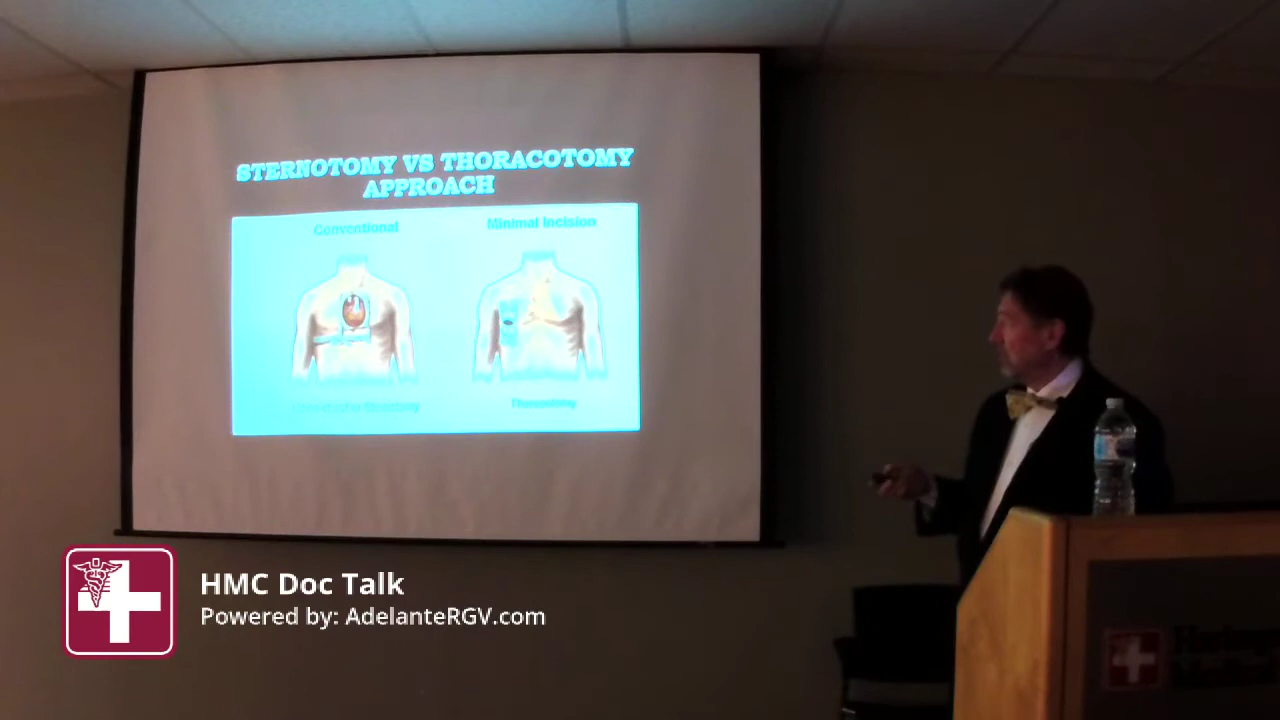 STERNOTOMY VS THORACOTOMY
APPROACH
Conventional
Minimal Incision
Thoracotomy
HMC Doc Talk
Powered by: AdelanteRGV.com